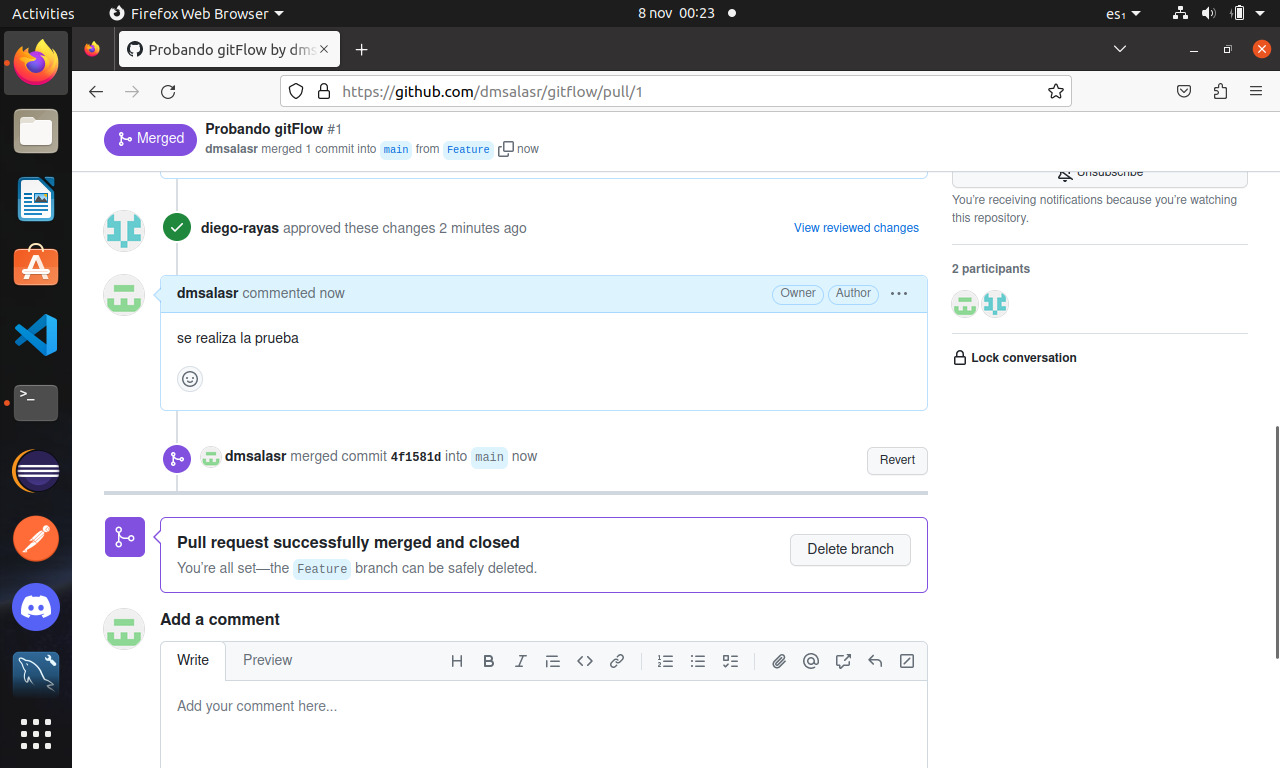 Activities
Firefox Web Browser
8 nov 00:23
es₁
Probando gitFlow by dms
https://github.com/dmsalasr/gitflow/pull/1
Merged
Probando gitFlow #1
dmsalasr merged 1 commit into main from Feature now
Unsubscribe
You're receiving notifications because you're watching
this repository.
diego-rayas approved these changes 2 minutes ago
View reviewed changes
2 participants
dmsalasr commented now
Owner
Author
se realiza la prueba
Lock conversation
dmsalasr merged commit 4f1581d into main now
Revert
Pull request successfully merged and closed
You're all set—the Feature branch can be safely deleted.
Delete branch
Add a comment
Write
Preview
Add your comment here...